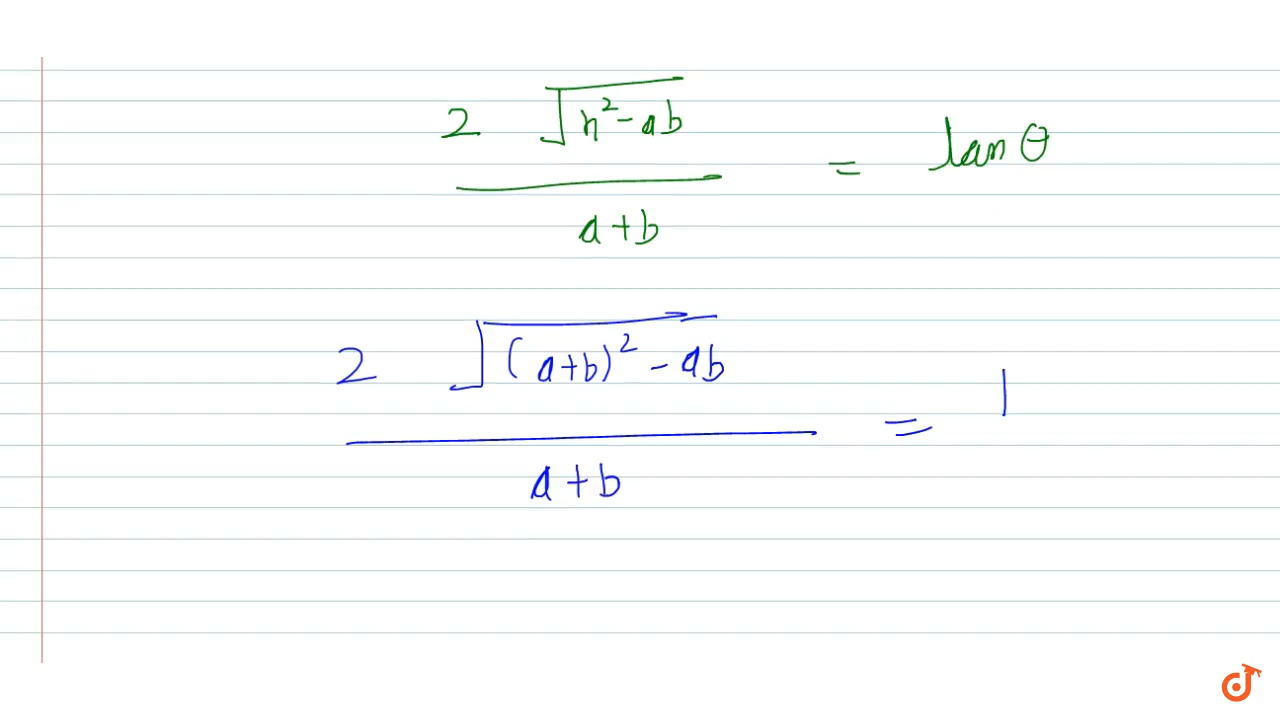 2 √(h² - ab)
a + b
= tan θ
2 √((a+b)² - ab)
a + b
= 1